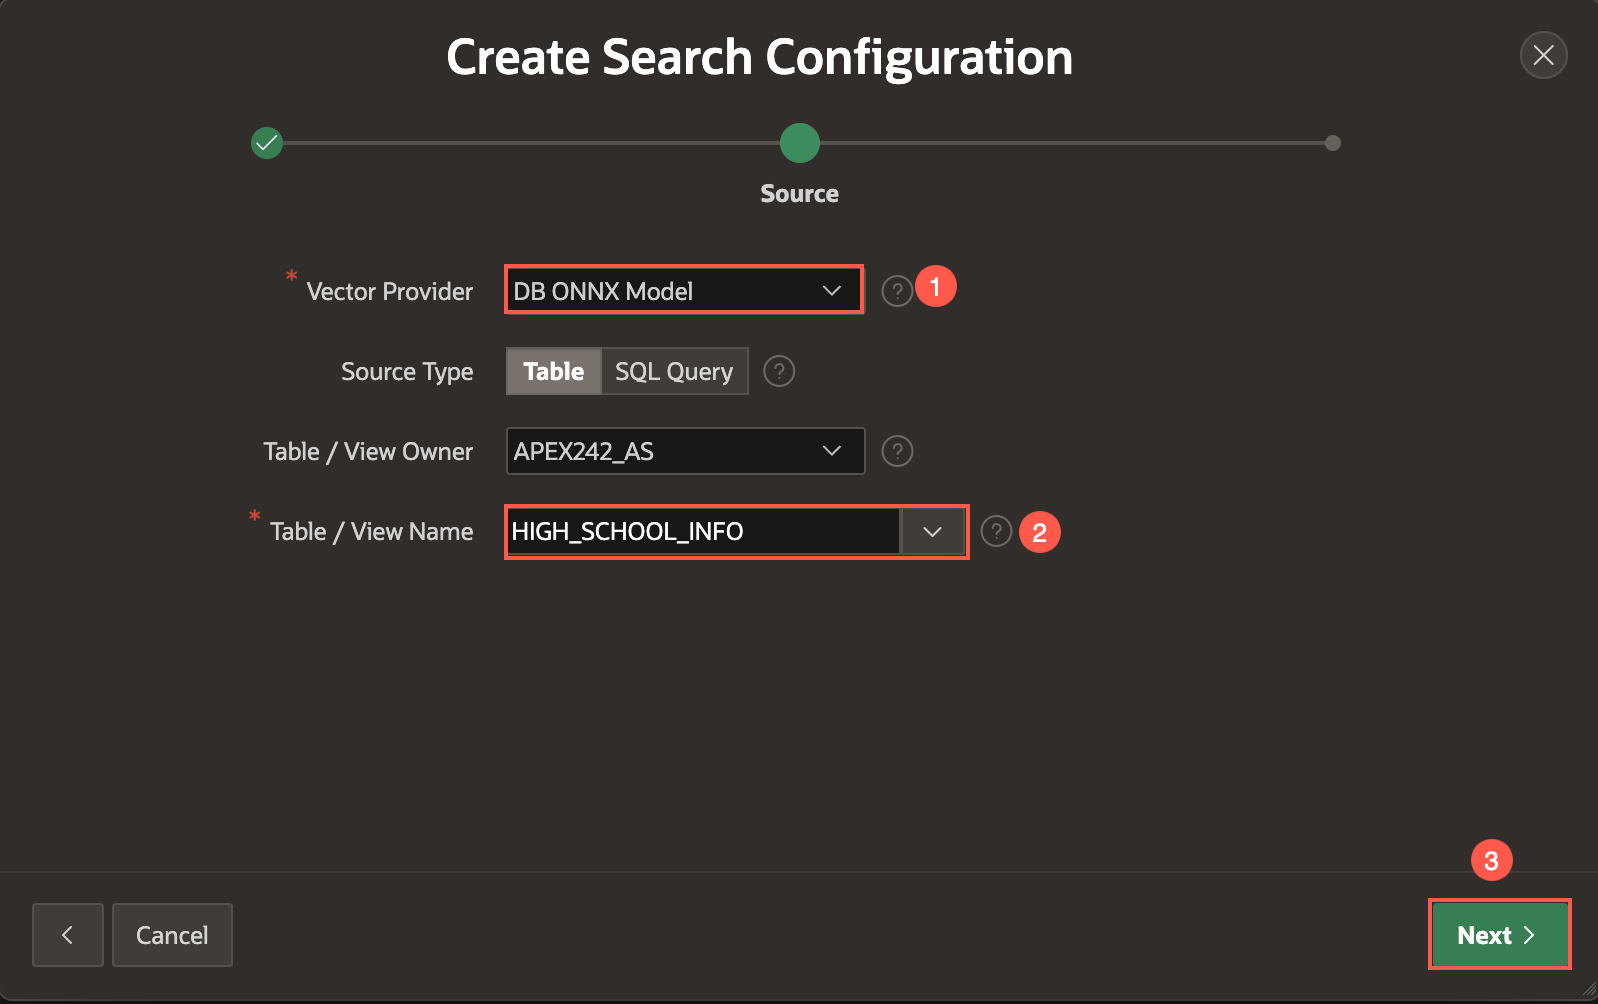 Create Search Configuration
Source
* Vector Provider DB ONNX Model ? 1
Source Type Table SQL Query ?
Table / View Owner APEX242_AS ?
* Table / View Name HIGH_SCHOOL_INFO ? 2
3
Cancel Next